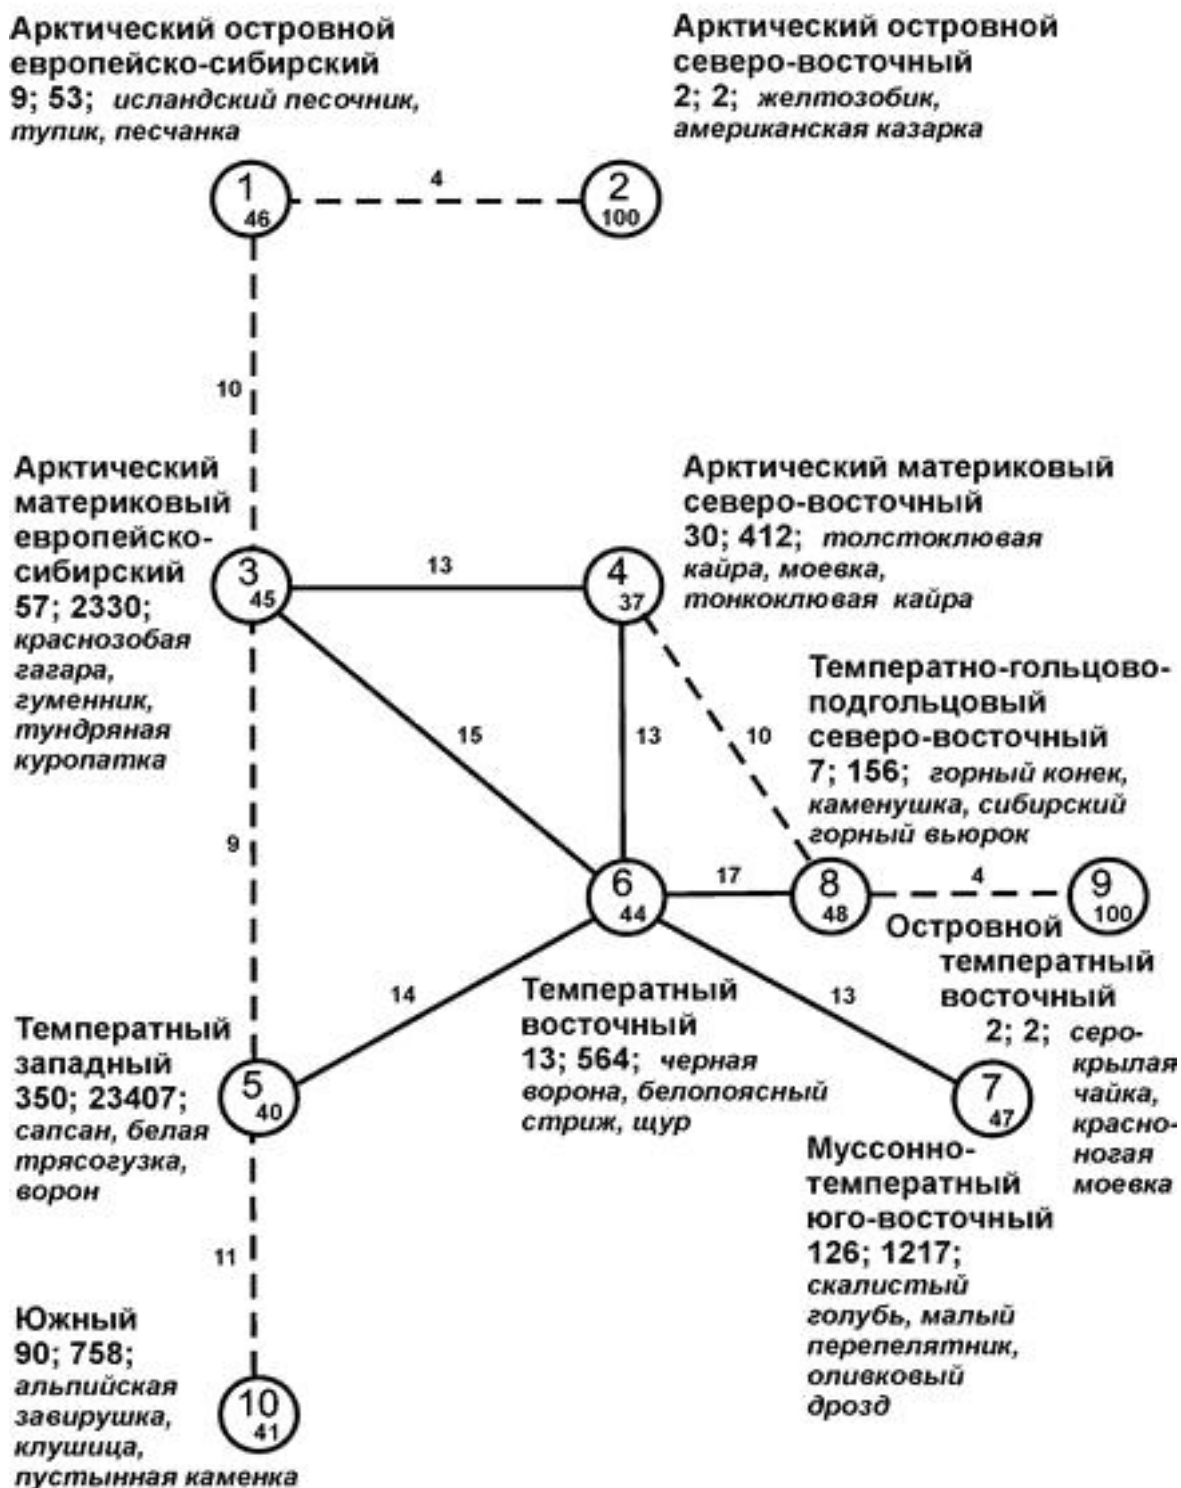 Арктический островной
европейско-сибирский
9; 53; исландский песочник,
тупик, песчанка
Арктический островной
северо-восточный
2; 2; желтозобик,
американская казарка
1
46
4
2
100
10
Арктический
материковый
европейско-
сибирский
57; 2330;
краснозобая
гагара,
гуменник,
тундряная
куропатка
3
45
13
4
37
Арктический материковый
северо-восточный
30; 412; толстоклювая
кайра, моевка,
тонкоклювая кайра
15
13
10
Температно-гольцово-
подгольцовый
северо-восточный
7; 156; горный конек,
каменушка, сибирский
горный вьюрок
9
6
44
17
8
48
4
9
100
Островной
температный
восточный
2; 2; серо-
крылая
чайка,
красно-
ногая
моевка
14
Температный
восточный
13; 564; черная
ворона, белопоясный
стриж, щур
13
Температный
западный
350; 23407;
сапсан, белая
трясогузка,
ворон
5
40
7
47
Муссонно-
температный
юго-восточный
126; 1217;
скалистый
голубь, малый
перепелятник,
оливковый
дрозд
11
Южный
90; 758;
альпийская
завирушка,
клушица,
пустынная каменка
10
41